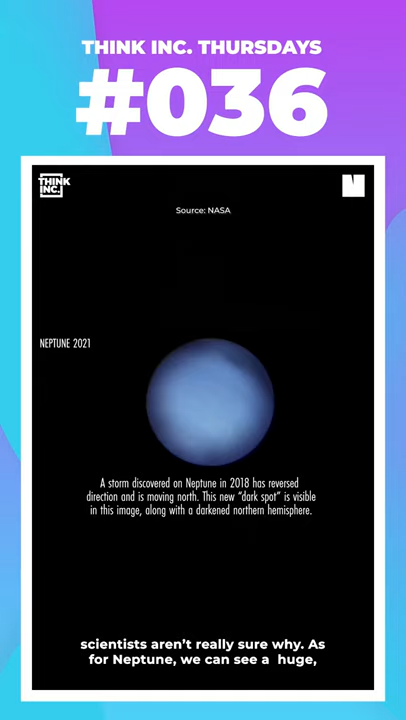 THINK INC. THURSDAYS
#036
THINK
INC.
N
Source: NASA
NEPTUNE 2021
A storm discovered on Neptune in 2018 has reversed
direction and is moving north. This new “dark spot” is visible
in this image, along with a darkened northern hemisphere.
scientists aren’t really sure why. As
for Neptune, we can see a  huge,